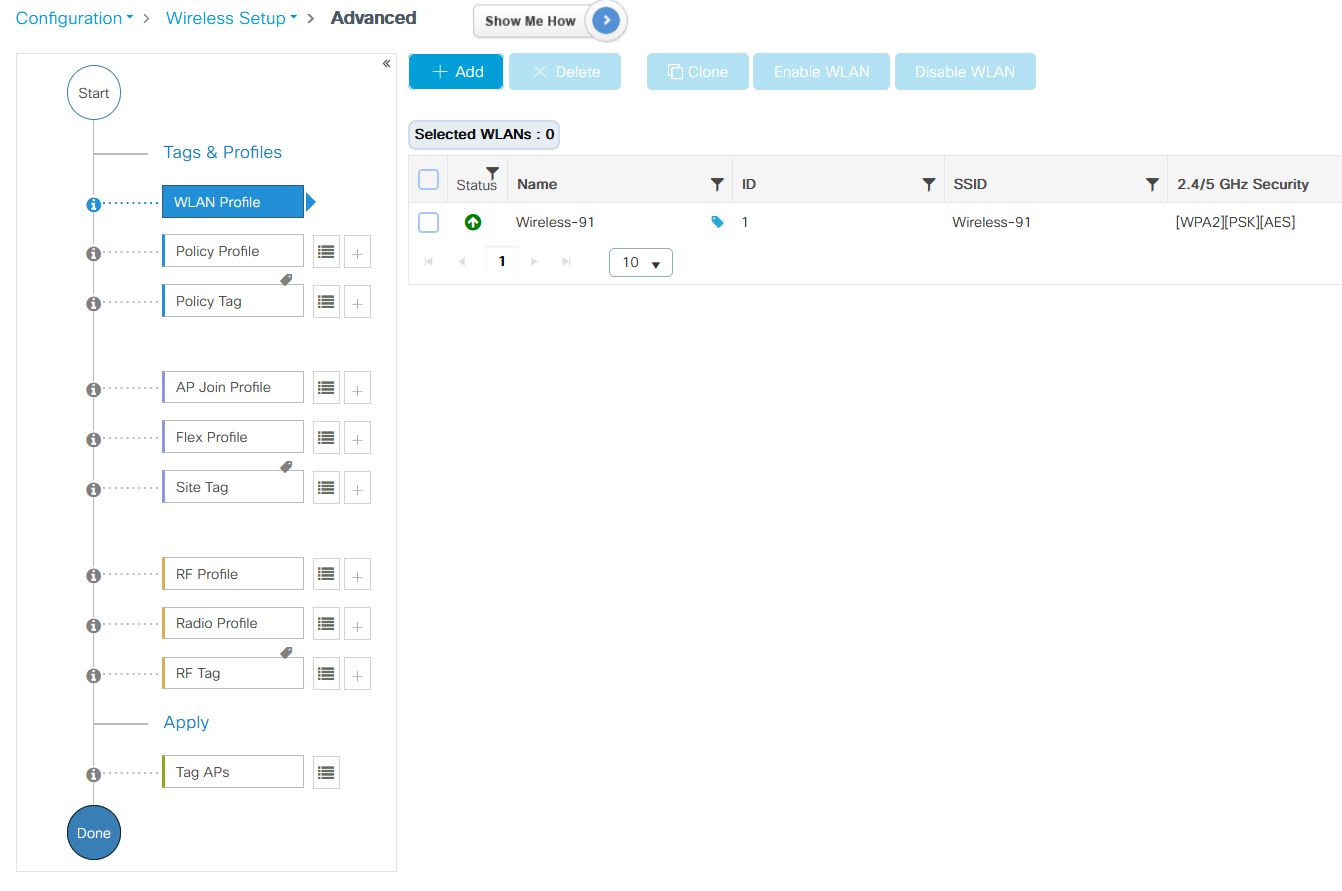 Configuration > Wireless Setup > Advanced
Show Me How
Start
Tags & Profiles
WLAN Profile
Policy Profile
Policy Tag
AP Join Profile
Flex Profile
Site Tag
RF Profile
Radio Profile
RF Tag
Apply
Tag APs
Done
+ Add × Delete Clone Enable WLAN Disable WLAN
Selected WLANs : 0
Status Name ID SSID 2.4/5 GHz Security
Wireless-91 1 Wireless-91 [WPA2][PSK][AES]
1 10